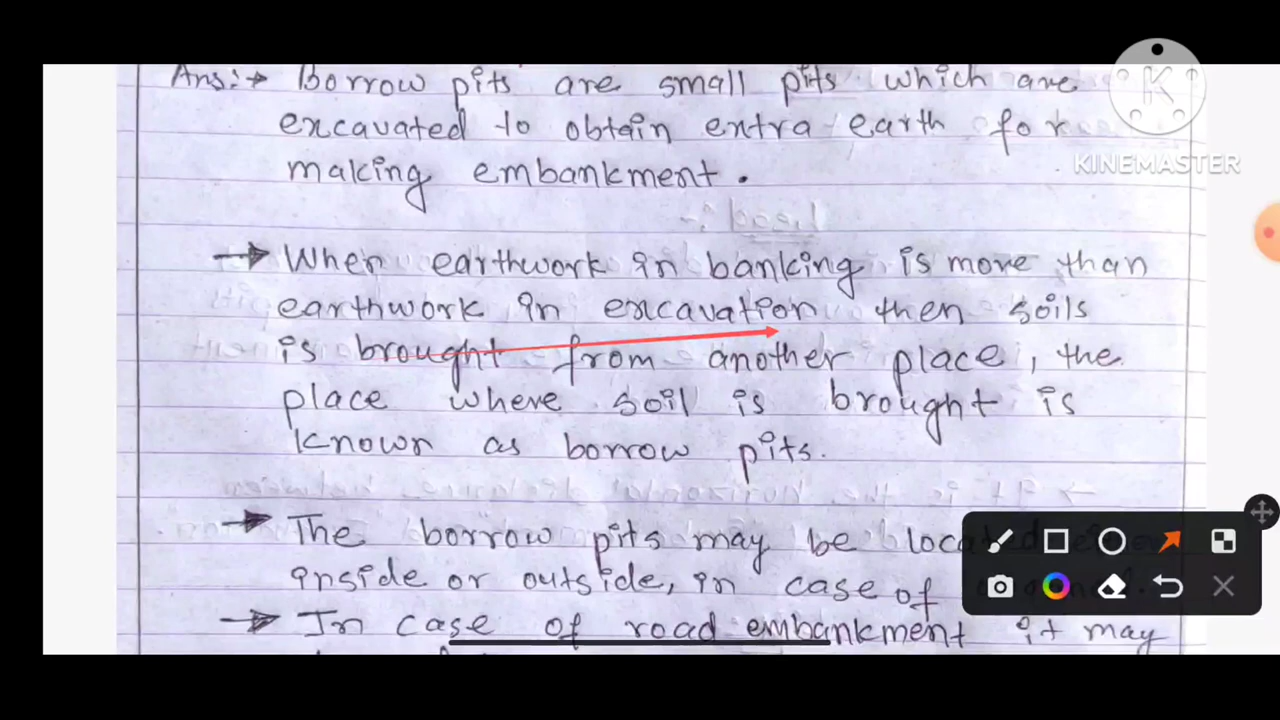 Ans:→ Borrow pits are small pits which are
excavated to obtain entra earth for
making embankment.
K
KINEMASTER
→ When earthwork in banking is more than
earthwork in excavation then soils
is brought from another place, the
place where soil is brought is
known as borrow pits.
→ The borrow pits may be located
inside or outside, in case of
→ In case of road embankment it may